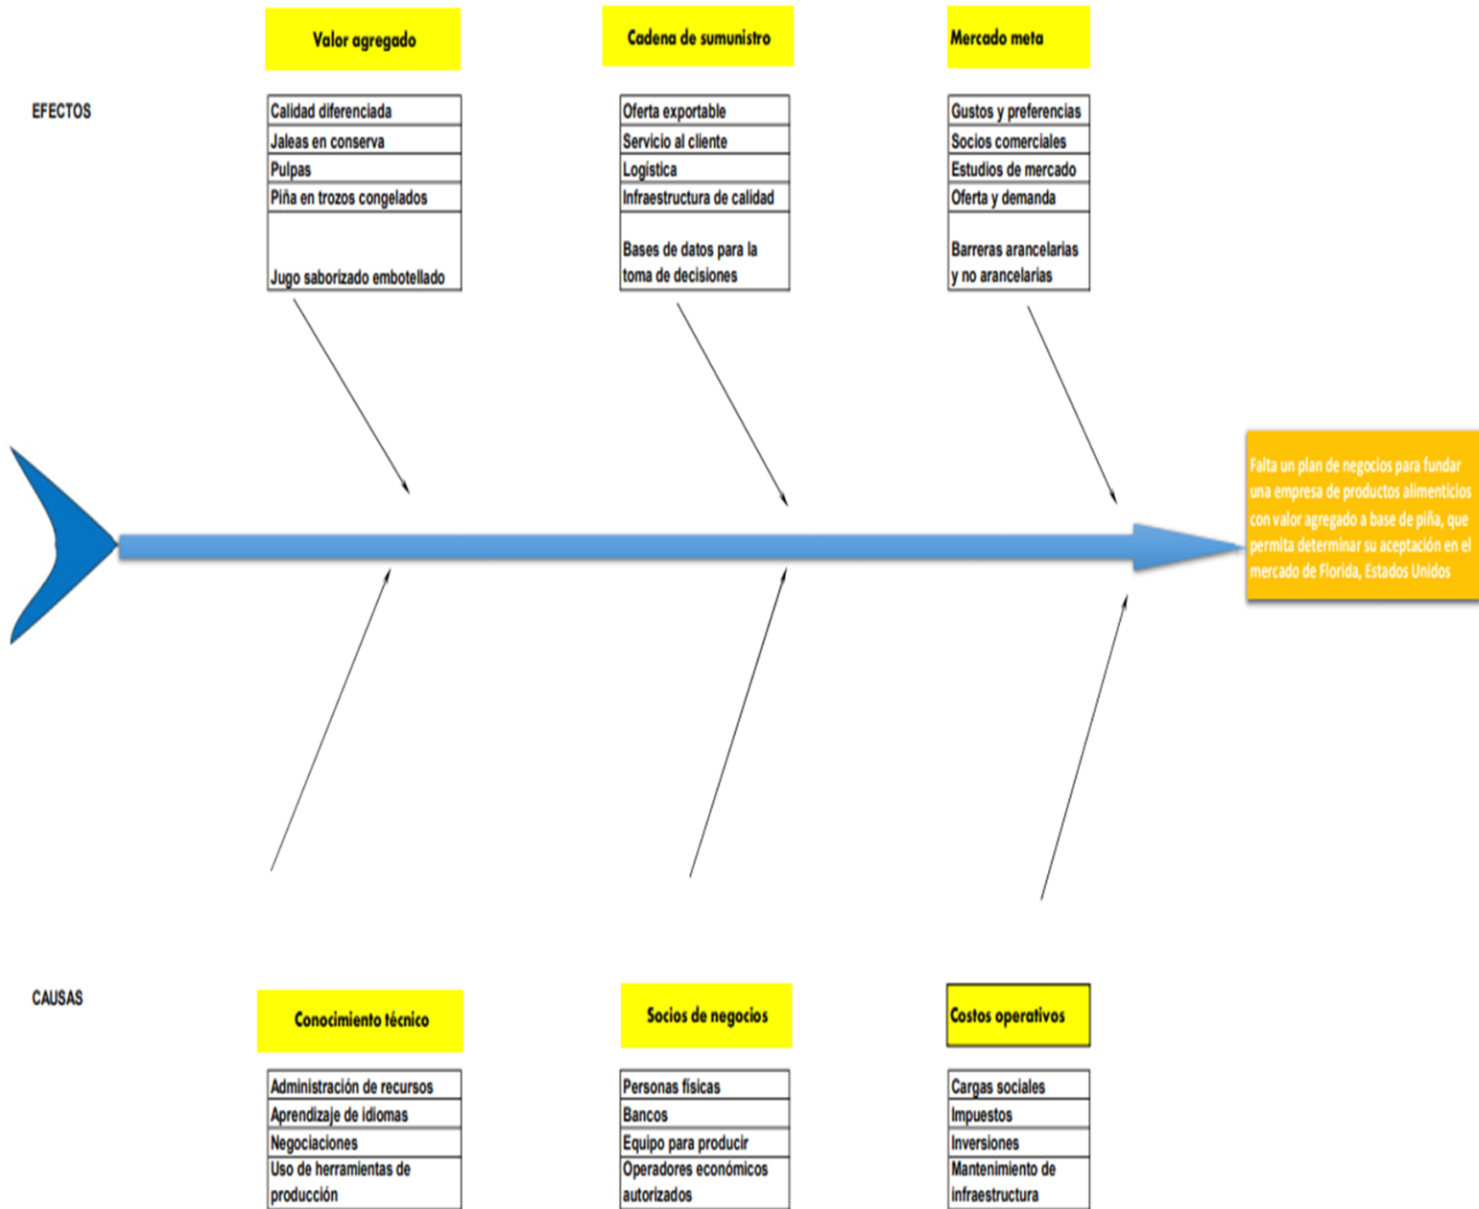 Valor agregado
Cadena de sumunistro
Mercado meta
EFECTOS
Calidad diferenciada
Jaleas en conserva
Pulpas
Piña en trozos congelados
Jugo saborizado embotellado
Oferta exportable
Servicio al cliente
Logística
Infraestructura de calidad
Bases de datos para la
toma de decisiones
Gustos y preferencias
Socios comerciales
Estudios de mercado
Oferta y demanda
Barreras arancelarias
y no arancelarias
Falta un plan de negocios para fundar
una empresa de productos alimenticios
con valor agregado a base de piña, que
permita determinar su aceptación en el
mercado de Florida, Estados Unidos
CAUSAS
Conocimiento técnico
Socios de negocios
Costos operativos
Administración de recursos
Aprendizaje de idiomas
Negociaciones
Uso de herramientas de
producción
Personas físicas
Bancos
Equipo para producir
Operadores económicos
autorizados
Cargas sociales
Impuestos
Inversiones
Mantenimiento de
infraestructura